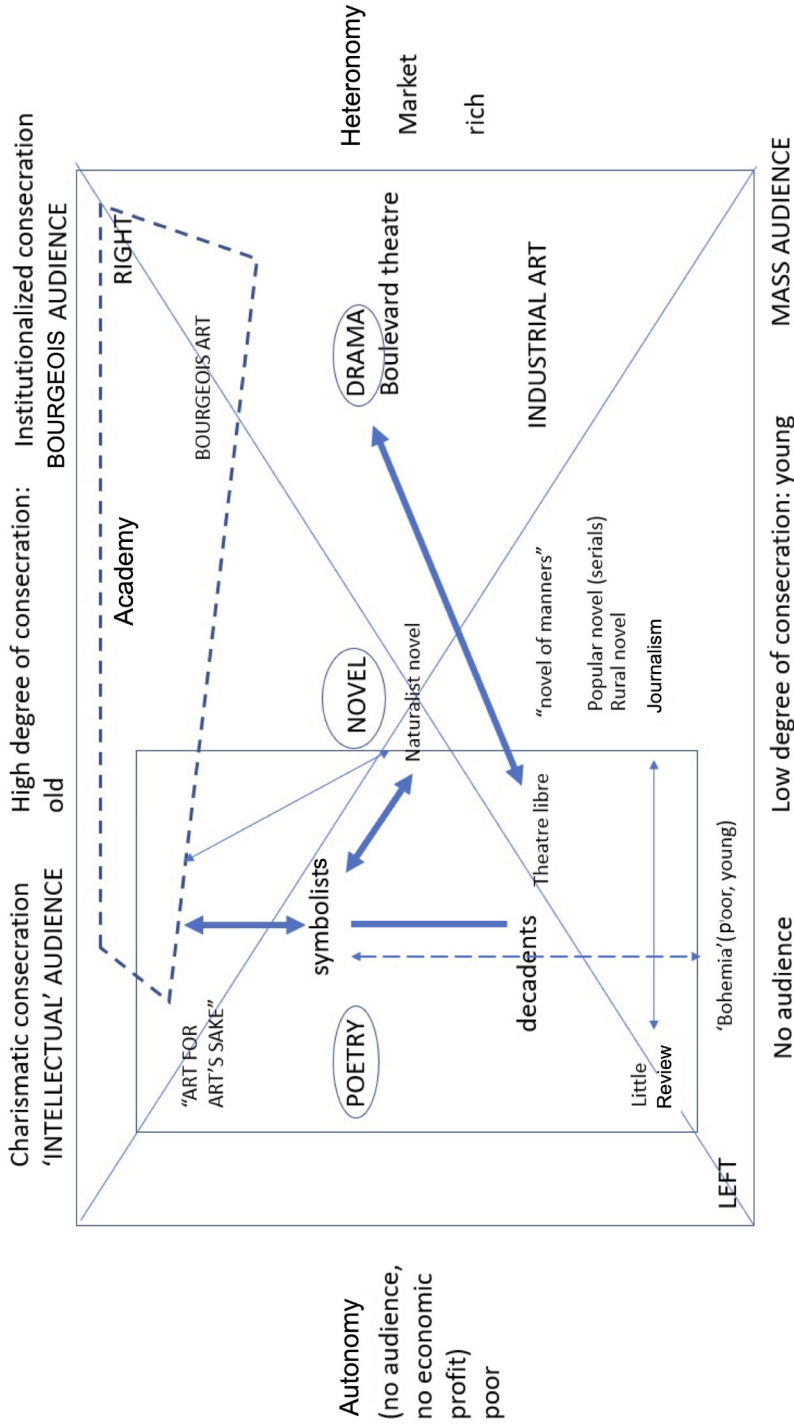 Charismatic consecration
'INTELLECTUAL' AUDIENCE
High degree of consecration:
old
Institutionalized consecration
BOURGEOIS AUDIENCE
RIGHT
Academy
BOURGEOIS ART
"ART FOR
ART'S SAKE"
symbolists
POETRY
NOVEL
Naturalist novel
DRAMA
Boulevard theatre
Heteronomy
Market
rich
Autonomy
(no audience,
no economic
profit)
poor
decadents
Theatre libre
"novel of manners"
INDUSTRIAL ART
Popular novel (serials)
Rural novel
Journalism
Little
Review
'Bohemia' (poor, young)
LEFT
No audience
Low degree of consecration: young
MASS AUDIENCE